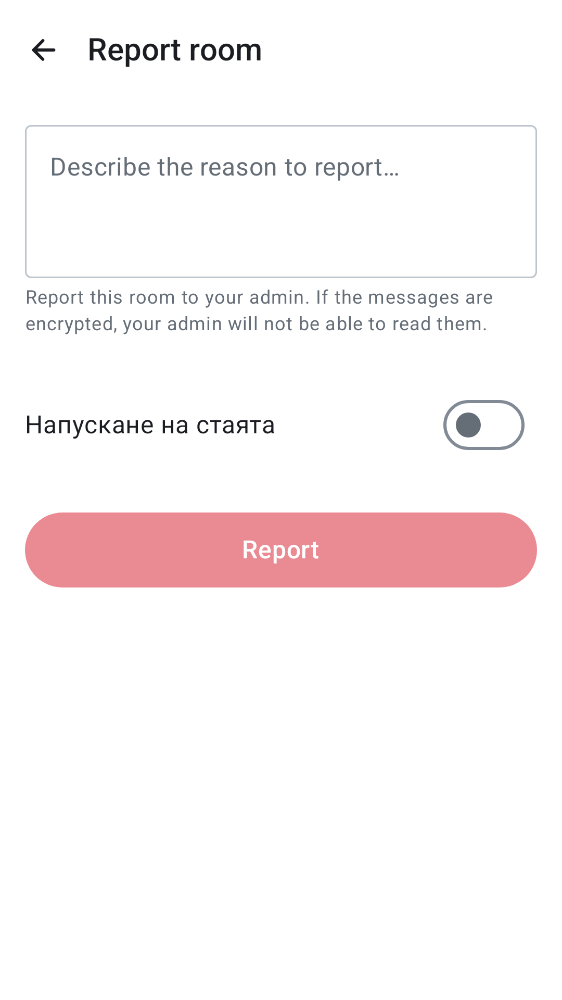 Report room
Describe the reason to report…
Report this room to your admin. If the messages are
encrypted, your admin will not be able to read them.
Напускане на стаята
Report